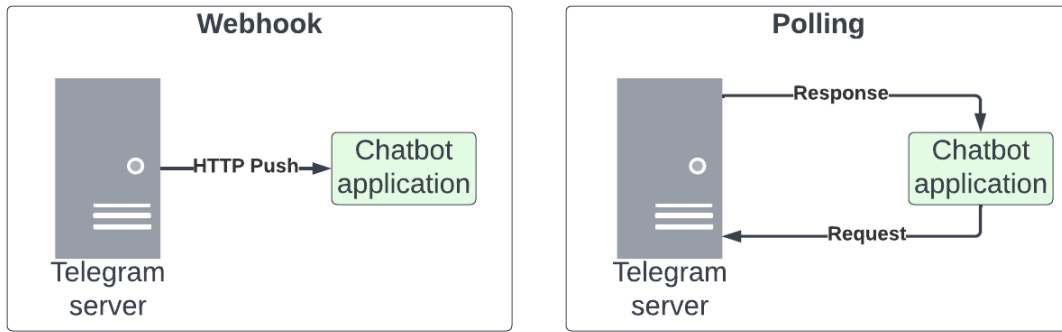 Webhook
HTTP Push
Chatbot
application
Telegram
server
Polling
Response
Chatbot
application
Request
Telegram
server